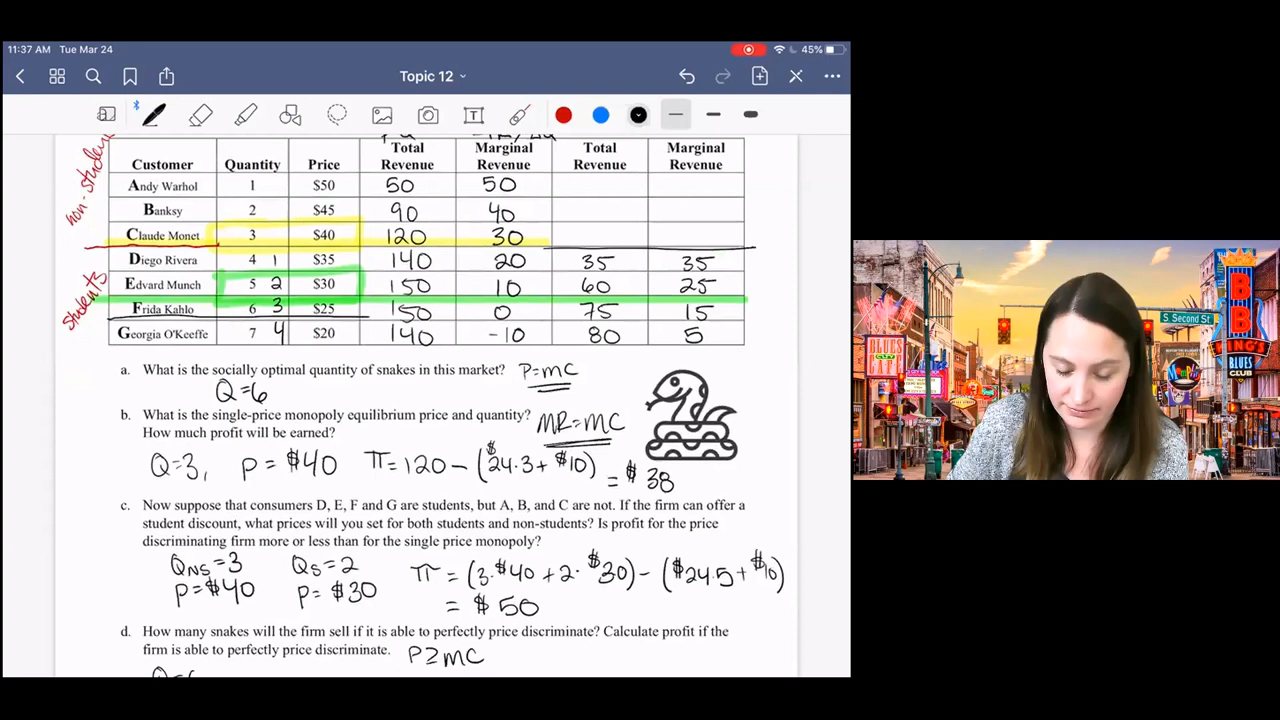 11:37 AM Tue Mar 24
45%
Topic 12
T
non-student
students
Customer Quantity Price Total Revenue Marginal Revenue Total Revenue Marginal Revenue
Andy Warhol 1 $50 50 50
Banksy 2 $45 90 40
Claude Monet 3 $40 120 30
Diego Rivera 4 1 $35 140 20 35 35
Edvard Munch 5 2 $30 150 10 60 25
Frida Kahlo 6 3 $25 150 0 75 15
Georgia O'Keeffe 7 4 $20 140 -10 80 5
a. What is the socially optimal quantity of snakes in this market? P=MC
Q=6
b. What is the single-price monopoly equilibrium price and quantity? MR=MC
How much profit will be earned?
Q=3, P=$40 π=120-($24·3+$10)
=$38
c. Now suppose that consumers D, E, F and G are students, but A, B, and C are not. If the firm can offer a
student discount, what prices will you set for both students and non-students? Is profit for the price
discriminating firm more or less than for the single price monopoly?
QNS=3 QS=2 π=(3·$40+2·$30)-($24·5+$10)
P=$40 P=$30
=$50
d. How many snakes will the firm sell if it is able to perfectly price discriminate? Calculate profit if the
firm is able to perfectly price discriminate. P≥MC
S. Second St.
BLUES
CITY
BB
KING'S
BLUES
CLUB
Memphis